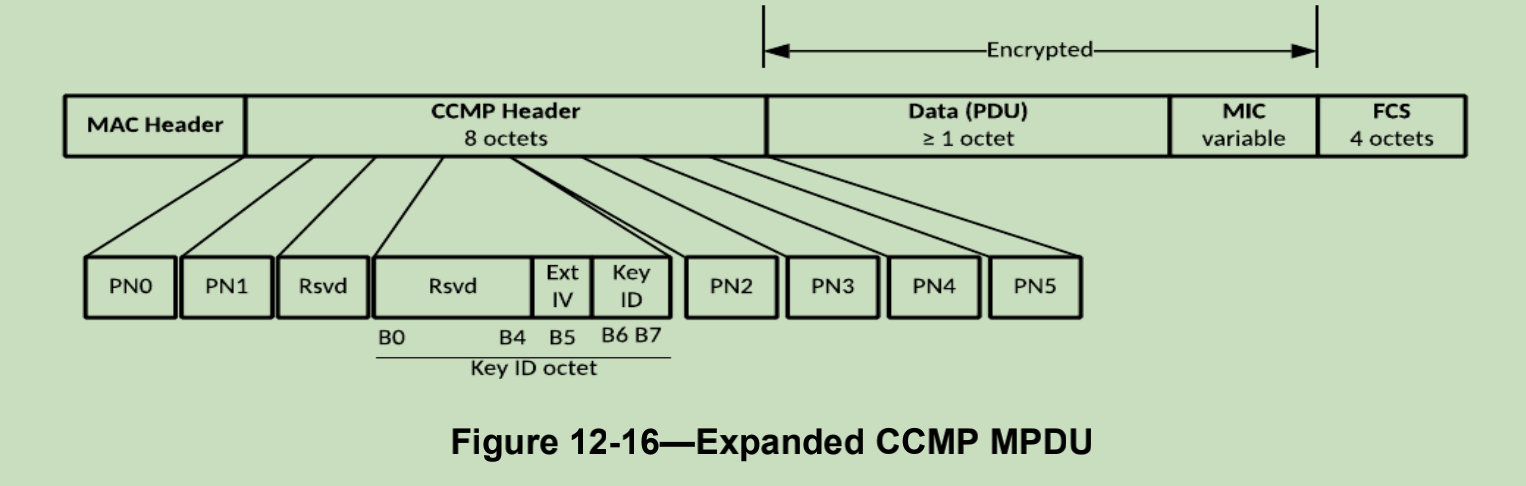 Encrypted
MAC Header
CCMP Header
8 octets
Data (PDU)
≥ 1 octet
MIC
variable
FCS
4 octets
PN0
PN1
Rsvd
Rsvd
Ext
IV
Key
ID
PN2
PN3
PN4
PN5
B0
B4
B5
B6 B7
Key ID octet
Figure 12-16—Expanded CCMP MPDU